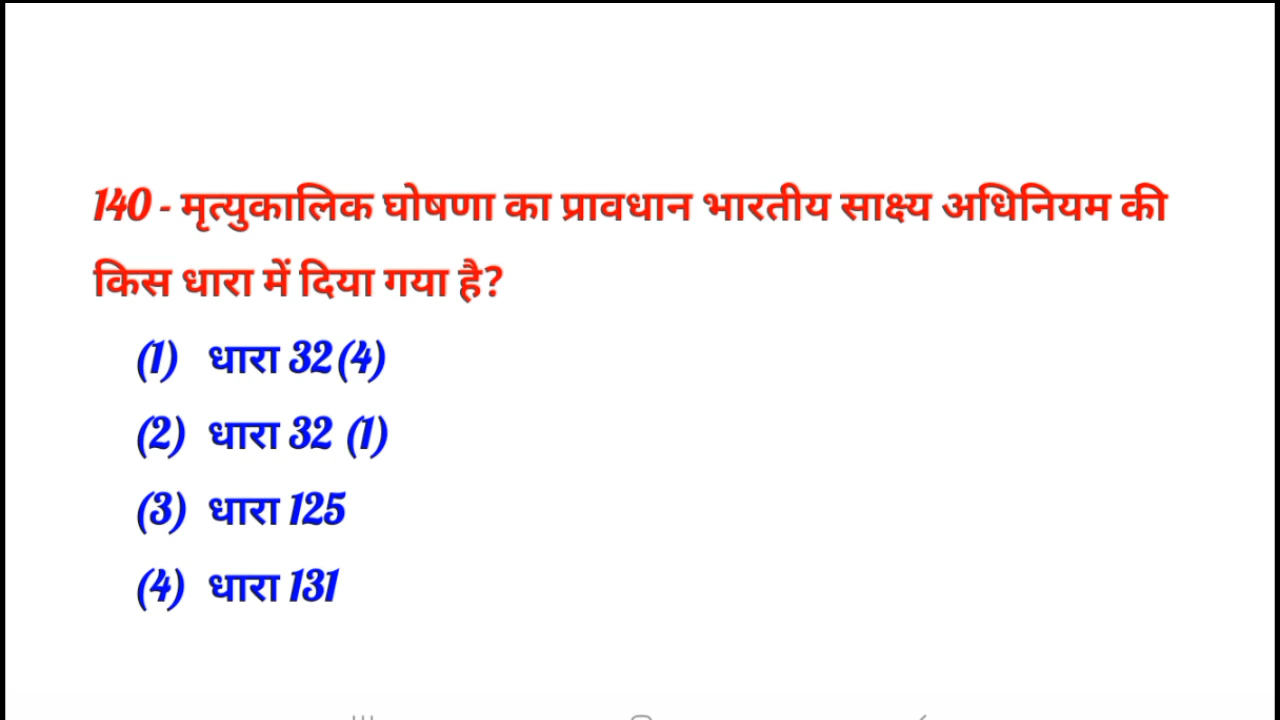 140 - मृत्युकालिक घोषणा का प्रावधान भारतीय साक्ष्य अधिनियम की
किस धारा में दिया गया है?
(1) धारा 32(4)
(2) धारा 32 (1)
(3) धारा 125
(4) धारा 131